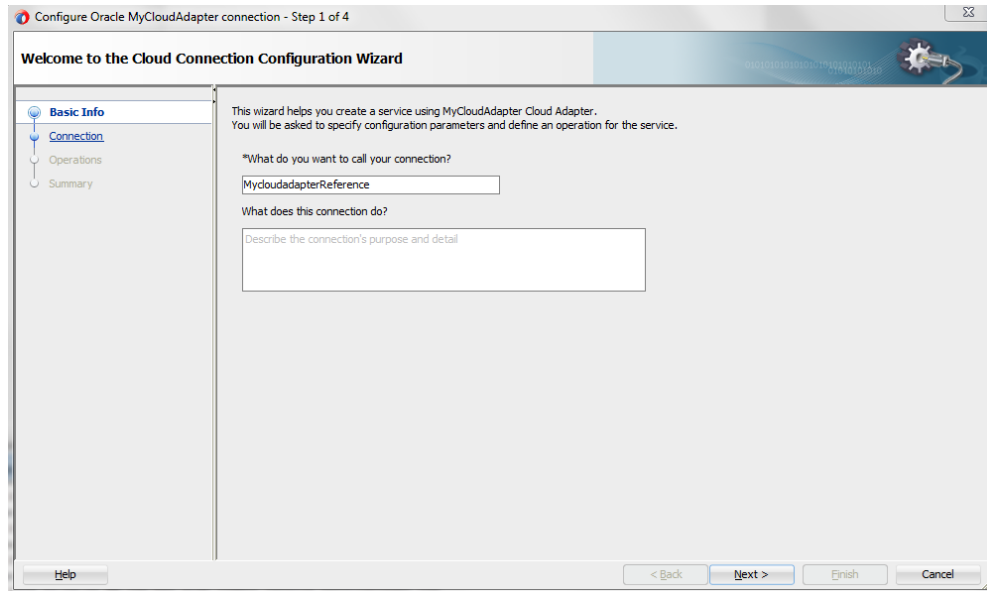 Configure Oracle MyCloudAdapter connection - Step 1 of 4
Welcome to the Cloud Connection Configuration Wizard
Basic Info
Connection
Operations
Summary
This wizard helps you create a service using MyCloudAdapter Cloud Adapter.
You will be asked to specify configuration parameters and define an operation for the service.
*What do you want to call your connection?
MycloudadapterReference
What does this connection do?
Describe the connection's purpose and detail
Help
< Back
Next >
Finish
Cancel